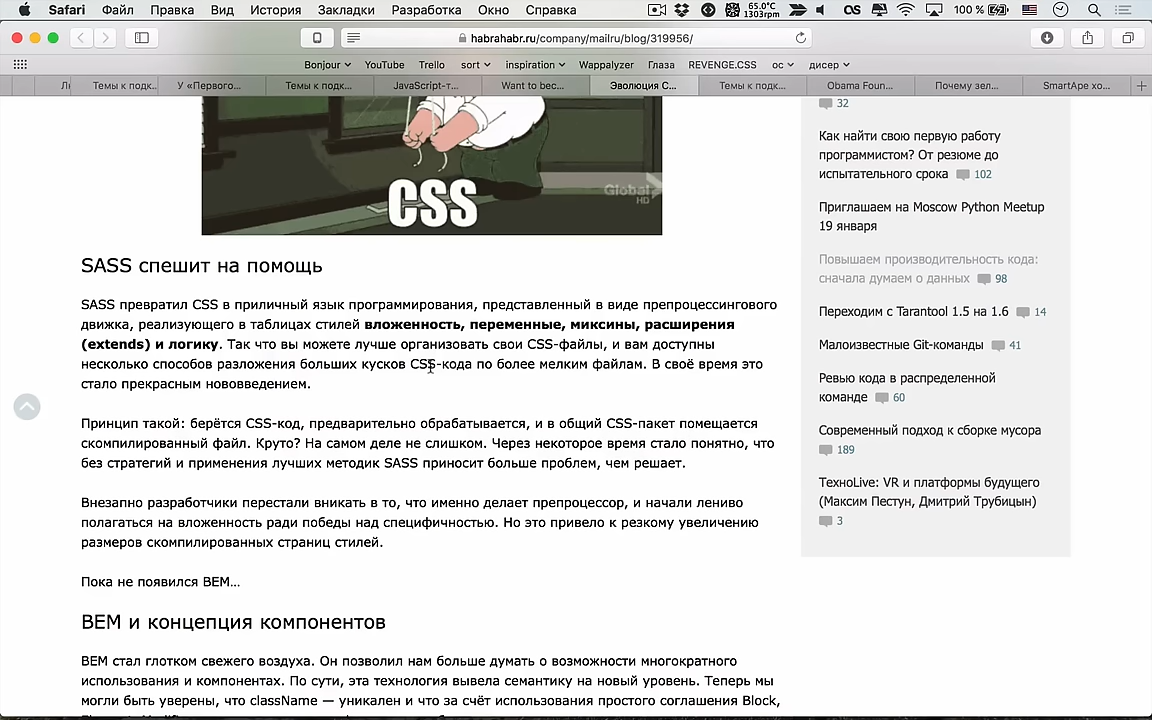 Safari Файл Правка Вид История Закладки Разработка Окно Справка 65.0°C 1303rpm 100 %
habrahabr.ru/company/mailru/blog/319956/
Bonjour YouTube Trello sort inspiration Wappalyzer Глаза REVENGE.CSS ос дисер
Темы к подк... У «Первого... Темы к подк... JavaScript-т... Want to bec... Эволюция C... Темы к подк... Obama Foun... Почему зел... SmartApe хо...
CSS
Global
HD
SASS спешит на помощь
SASS превратил CSS в приличный язык программирования, представленный в виде препроцессингового
движка, реализующего в таблицах стилей вложенность, переменные, миксины, расширения
(extends) и логику. Так что вы можете лучше организовать свои CSS-файлы, и вам доступны
несколько способов разложения больших кусков CSS-кода по более мелким файлам. В своё время это
стало прекрасным нововведением.
Принцип такой: берётся CSS-код, предварительно обрабатывается, и в общий CSS-пакет помещается
скомпилированный файл. Круто? На самом деле не слишком. Через некоторое время стало понятно, что
без стратегий и применения лучших методик SASS приносит больше проблем, чем решает.
Внезапно разработчики перестали вникать в то, что именно делает препроцессор, и начали лениво
полагаться на вложенность ради победы над специфичностью. Но это привело к резкому увеличению
размеров скомпилированных страниц стилей.
Пока не появился BEM...
BEM и концепция компонентов
BEM стал глотком свежего воздуха. Он позволил нам больше думать о возможности многократного
использования и компонентах. По сути, эта технология вывела семантику на новый уровень. Теперь мы
могли быть уверены, что className — уникален и что за счёт использования простого соглашения Block,
32
Как найти свою первую работу
программистом? От резюме до
испытательного срока 102
Приглашаем на Moscow Python Meetup
19 января
Повышаем производительность кода:
сначала думаем о данных 98
Переходим с Tarantool 1.5 на 1.6 14
Малоизвестные Git-команды 41
Ревью кода в распределенной
команде 60
Современный подход к сборке мусора
189
ТехноLive: VR и платформы будущего
(Максим Пестун, Дмитрий Трубицын)
3